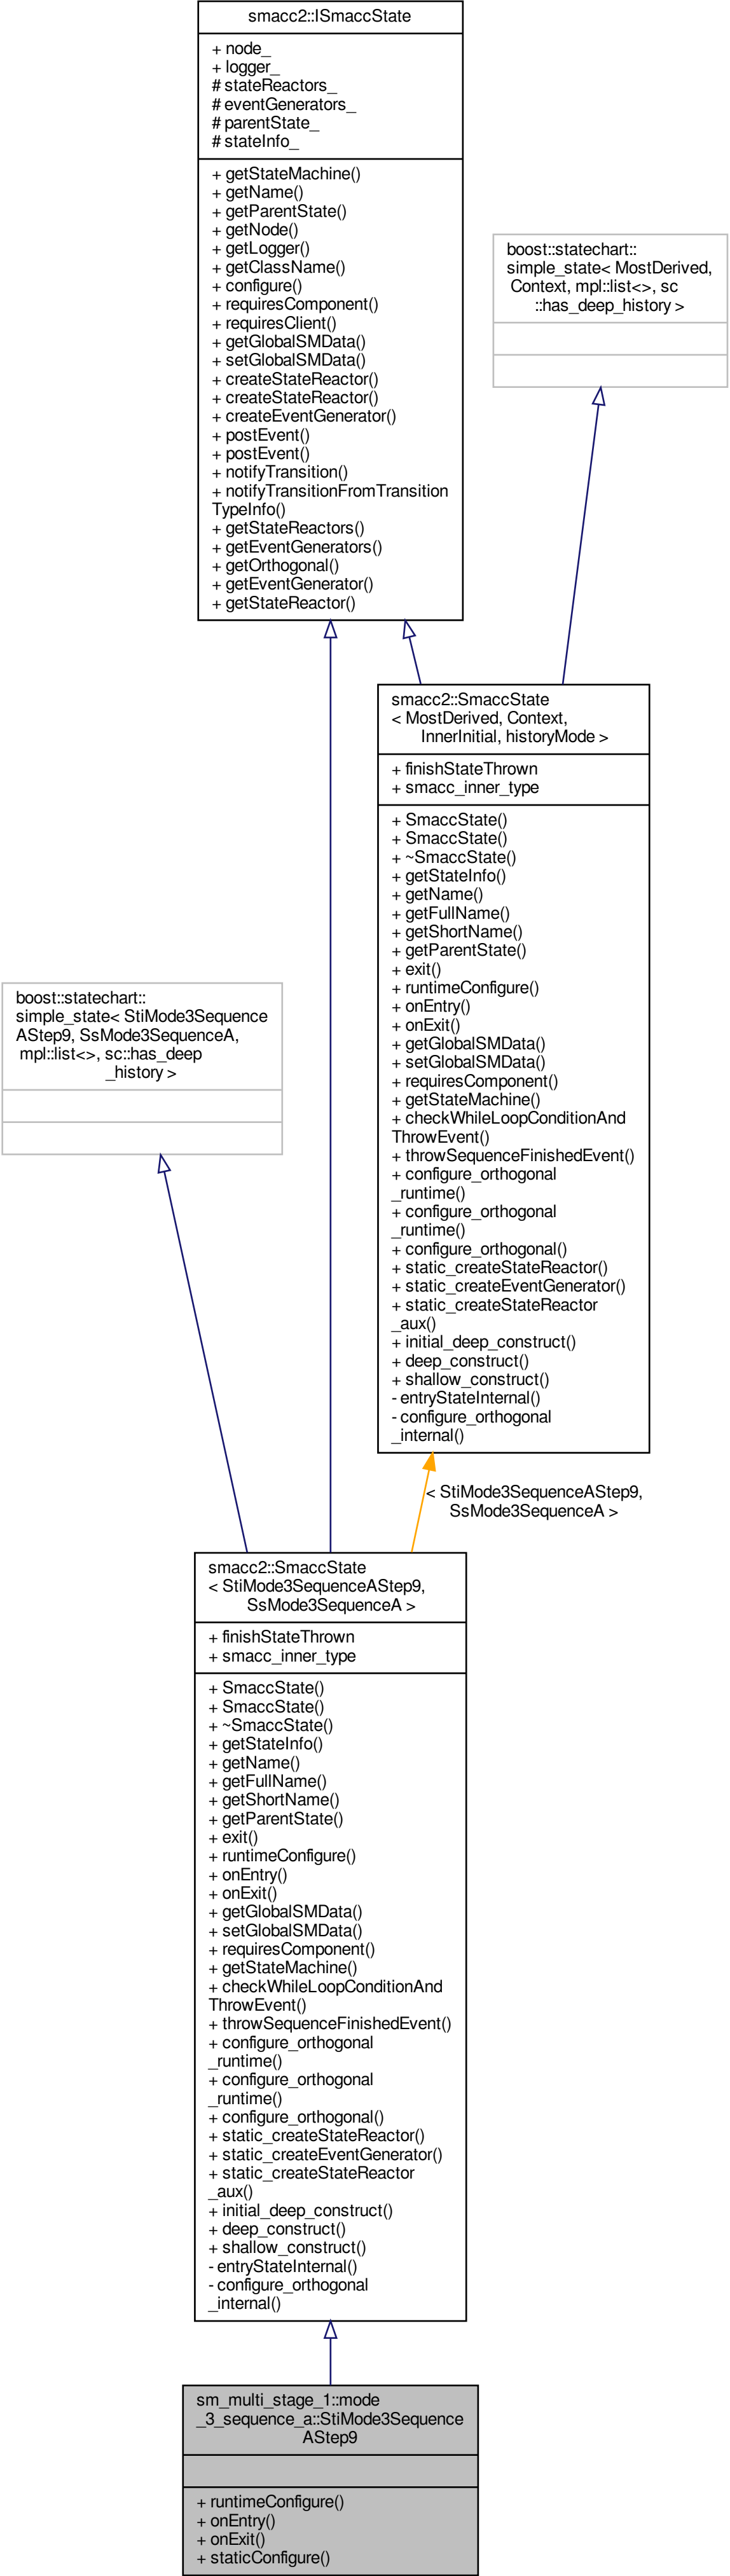 smacc2::ISmaccState
+ node_
+ logger_
# stateReactors_
# eventGenerators_
# parentState_
# stateInfo_
+ getStateMachine()
+ getName()
+ getParentState()
+ getNode()
+ getLogger()
+ getClassName()
+ configure()
+ requiresComponent()
+ requiresClient()
+ getGlobalSMData()
+ setGlobalSMData()
+ createStateReactor()
+ createStateReactor()
+ createEventGenerator()
+ postEvent()
+ postEvent()
+ notifyTransition()
+ notifyTransitionFromTransition
TypeInfo()
+ getStateReactors()
+ getEventGenerators()
+ getOrthogonal()
+ getEventGenerator()
+ getStateReactor()
boost::statechart::
simple_state< MostDerived,
Context, mpl::list<>, sc
::has_deep_history >
smacc2::SmaccState
< MostDerived, Context,
InnerInitial, historyMode >
+ finishStateThrown
+ smacc_inner_type
+ SmaccState()
+ SmaccState()
+ ~SmaccState()
+ getStateInfo()
+ getName()
+ getFullName()
+ getShortName()
+ getParentState()
+ exit()
+ runtimeConfigure()
+ onEntry()
+ onExit()
+ getGlobalSMData()
+ setGlobalSMData()
+ requiresComponent()
+ getStateMachine()
+ checkWhileLoopConditionAnd
ThrowEvent()
+ throwSequenceFinishedEvent()
+ configure_orthogonal
_runtime()
+ configure_orthogonal
_runtime()
+ configure_orthogonal()
+ static_createStateReactor()
+ static_createEventGenerator()
+ static_createStateReactor
_aux()
+ initial_deep_construct()
+ deep_construct()
+ shallow_construct()
- entryStateInternal()
- configure_orthogonal
_internal()
boost::statechart::
simple_state< StiMode3Sequence
AStep9, SsMode3SequenceA,
mpl::list<>, sc::has_deep
_history >
< StiMode3SequenceAStep9,
SsMode3SequenceA >
smacc2::SmaccState
< StiMode3SequenceAStep9,
SsMode3SequenceA >
+ finishStateThrown
+ smacc_inner_type
+ SmaccState()
+ SmaccState()
+ ~SmaccState()
+ getStateInfo()
+ getName()
+ getFullName()
+ getShortName()
+ getParentState()
+ exit()
+ runtimeConfigure()
+ onEntry()
+ onExit()
+ getGlobalSMData()
+ setGlobalSMData()
+ requiresComponent()
+ getStateMachine()
+ checkWhileLoopConditionAnd
ThrowEvent()
+ throwSequenceFinishedEvent()
+ configure_orthogonal
_runtime()
+ configure_orthogonal
_runtime()
+ configure_orthogonal()
+ static_createStateReactor()
+ static_createEventGenerator()
+ static_createStateReactor
_aux()
+ initial_deep_construct()
+ deep_construct()
+ shallow_construct()
- entryStateInternal()
- configure_orthogonal
_internal()
sm_multi_stage_1::mode
_3_sequence_a::StiMode3Sequence
AStep9
+ runtimeConfigure()
+ onEntry()
+ onExit()
+ staticConfigure()